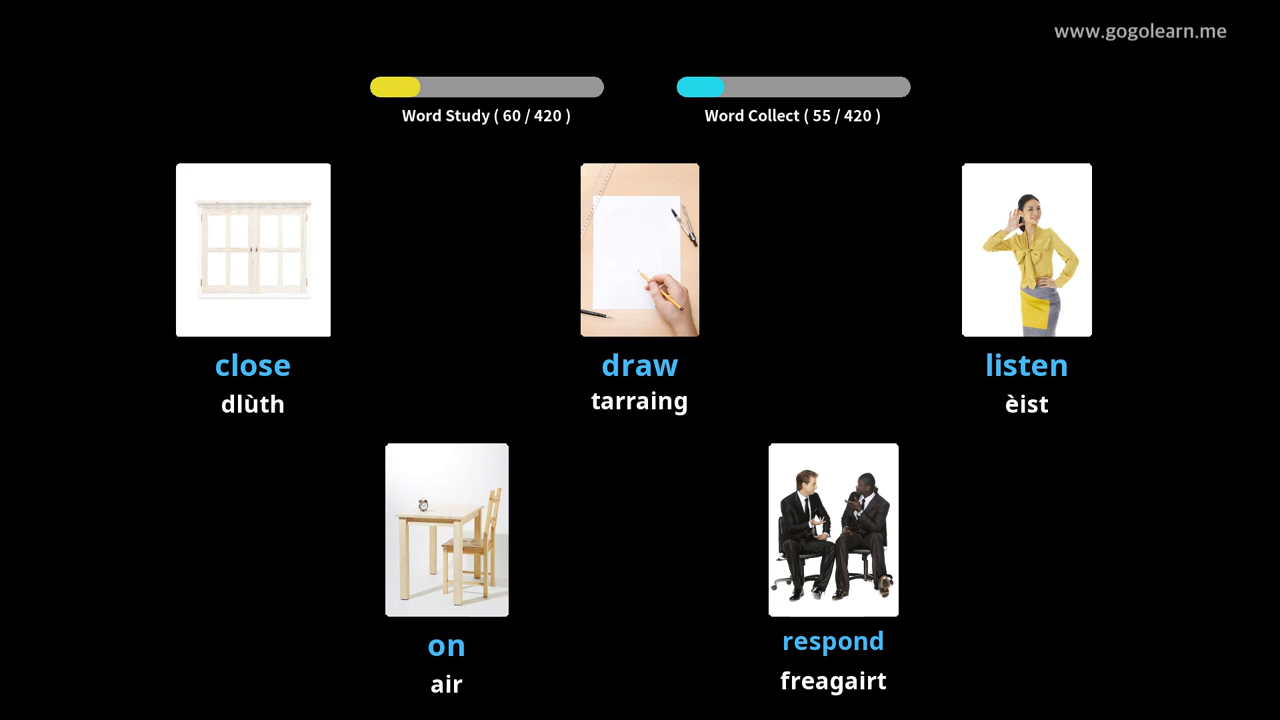 www.gogolearn.me
Word Study ( 60 / 420 )
Word Collect ( 55 / 420 )
close
dlùth
draw
tarraing
listen
èist
on
air
respond
freagairt